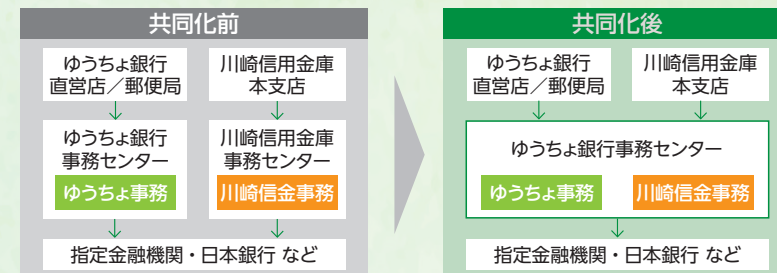 共同化前
ゆうちょ銀行
直営店／郵便局
川崎信用金庫
本支店
ゆうちょ銀行
事務センター
ゆうちょ事務
川崎信用金庫
事務センター
川崎信金事務
指定金融機関・日本銀行 など
共同化後
ゆうちょ銀行
直営店／郵便局
川崎信用金庫
本支店
ゆうちょ銀行事務センター
ゆうちょ事務
川崎信金事務
指定金融機関・日本銀行 など